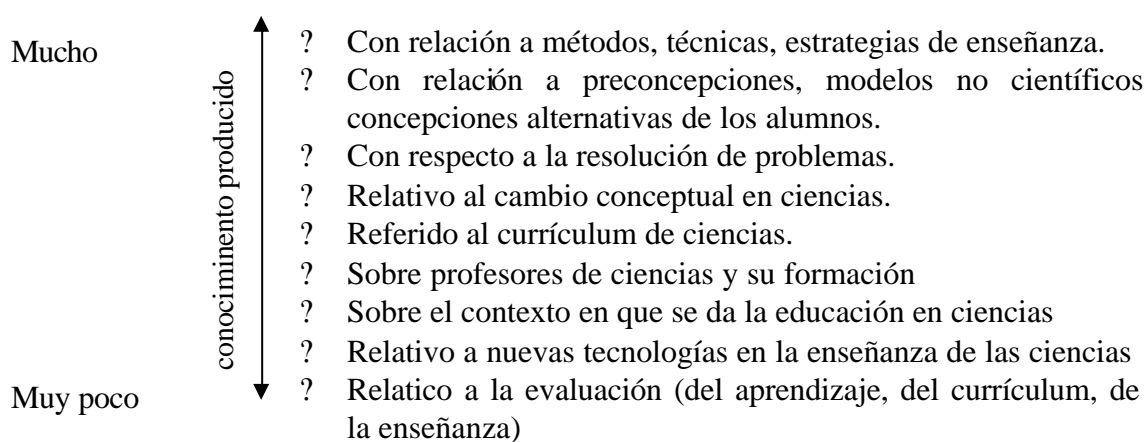 Mucho
? Con relación a métodos, técnicas, estrategias de enseñanza.
? Con relación a preconcepciones, modelos no científicos
concepciones alternativas de los alumnos.
? Con respecto a la resolución de problemas.
? Relativo al cambio conceptual en ciencias.
? Referido al currículum de ciencias.
? Sobre profesores de ciencias y su formación
? Sobre el contexto en que se da la educación en ciencias
? Relativo a nuevas tecnologías en la enseñanza de las ciencias
Muy poco
? Relatico a la evaluación (del aprendizaje, del currículum, de
la enseñanza)
conociminento producido